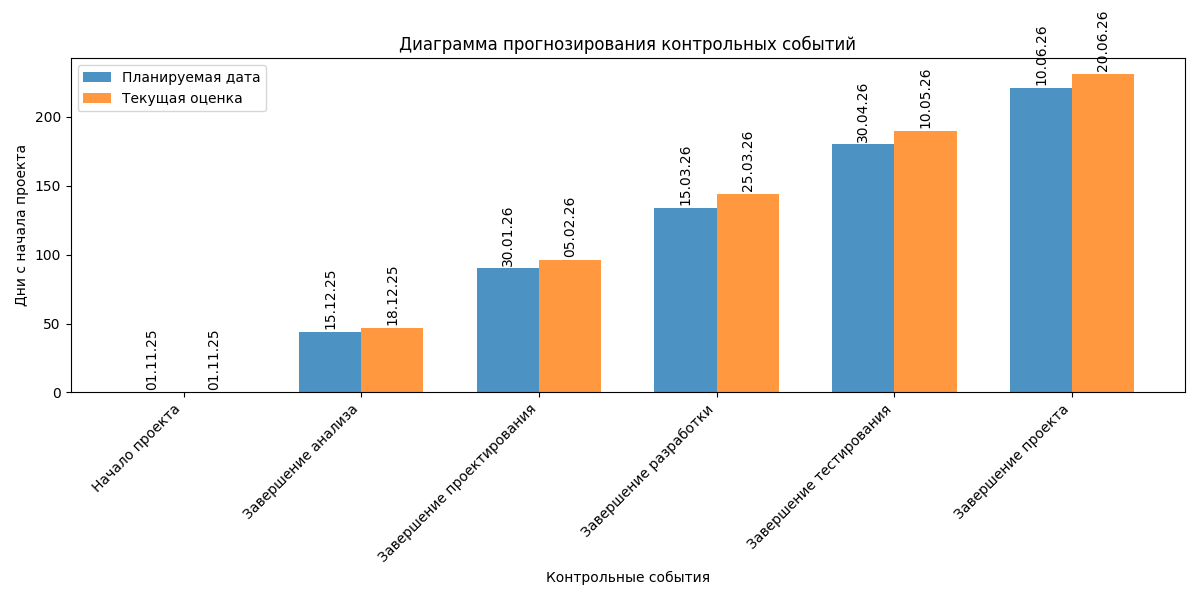 Диаграмма прогнозирования контрольных событий
Планируемая дата
Текущая оценка
Дни с начала проекта
200
150
100
50
0
01.11.25
01.11.25
15.12.25
18.12.25
30.01.26
05.02.26
15.03.26
25.03.26
30.04.26
10.05.26
10.06.26
20.06.26
Начало проекта
Завершение анализа
Завершение проектирования
Завершение разработки
Завершение тестирования
Завершение проекта
Контрольные события